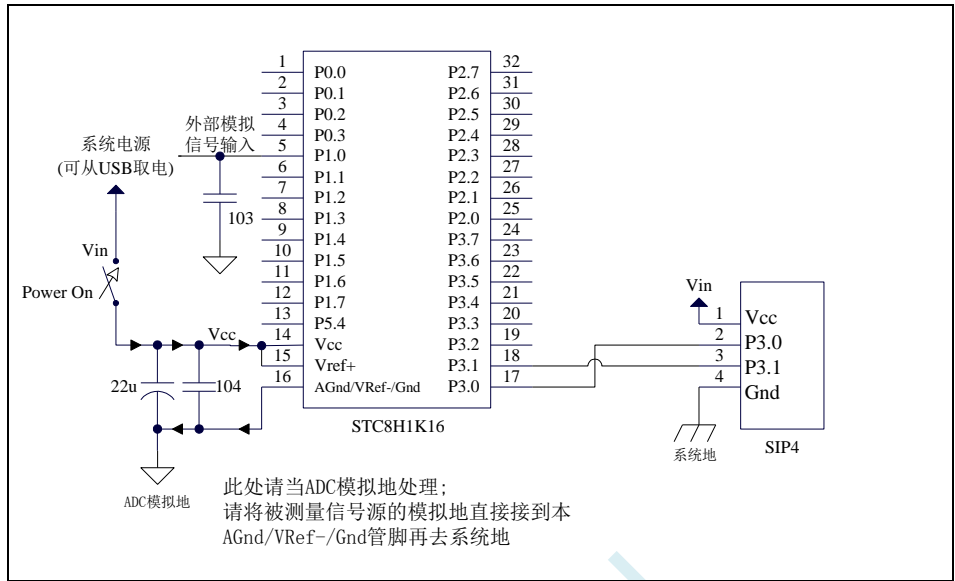 1 P0.0 P2.7 32
2 P0.1 P2.6 31
3 P0.2 P2.5 30
4 P0.3 P2.4 29
外部模拟
信号输入
5 P1.0 P2.3 28
6 P1.1 P2.2 27
7 P1.2 P2.1 26
8 P1.3 P2.0 25
9 P1.4 P3.7 24
10 P1.5 P3.6 23
11 P1.6 P3.5 22
12 P1.7 P3.4 21
13 P5.4 P3.3 20
14 Vcc P3.2 19
15 Vref+ P3.1 18
16 AGnd/VRef-/Gnd P3.0 17
STC8H1K16
系统电源
(可从USB取电)
103
Vin
Power On
Vcc
22u
104
ADC模拟地
Vin
1 Vcc
2 P3.0
3 P3.1
4 Gnd
SIP4
系统地
此处请当ADC模拟地处理;
请将被测量信号源的模拟地直接接到本
AGnd/VRef-/Gnd管脚再去系统地